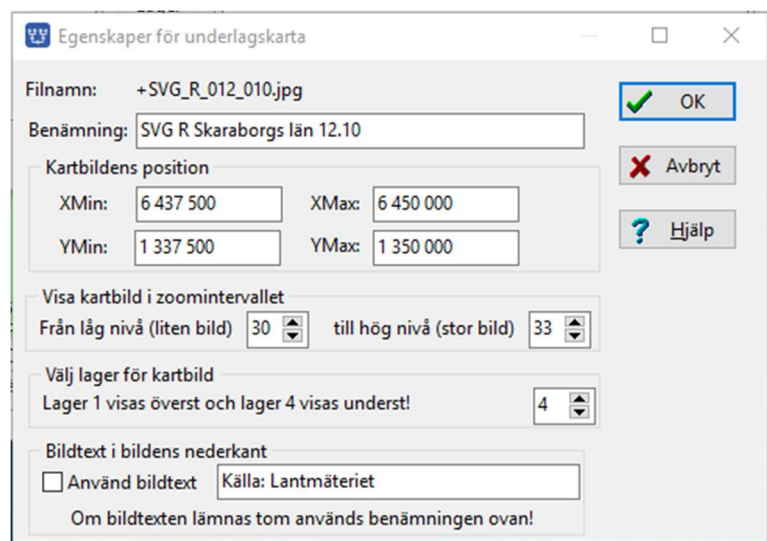 Egenskaper för underlagskarta
Filnamn: +SVG_R_012_010.jpg
OK
Benämning: SVG R Skaraborgs län 12.10
Avbryt
Kartbildens position
XMin: 6 437 500 XMax: 6 450 000
Hjälp
YMin: 1 337 500 YMax: 1 350 000
Visa kartbild i zoomintervallet
Från låg nivå (liten bild) 30 till hög nivå (stor bild) 33
Välj lager för kartbild
Lager 1 visas överst och lager 4 visas underst! 4
Bildtext i bildens nederkant
Använd bildtext Källa: Lantmäteriet
Om bildtexten lämnas tom används benämningen ovan!